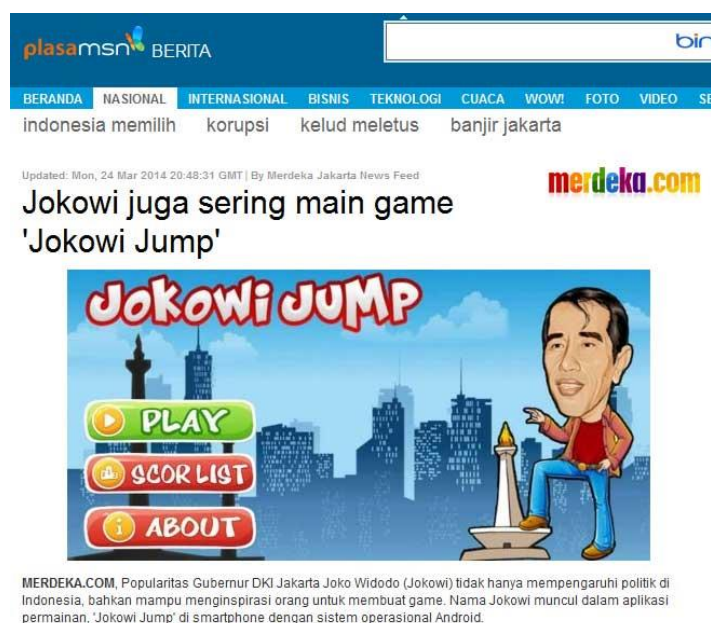 plasamsn BERITA
bin
BERANDA NASIONAL INTERNASIONAL BISNIS TEKNOLOGI CUACA WOW! FOTO VIDEO
indonesia memilih korupsi kelud meletus banjir jakarta
Updated: Mon, 24 Mar 2014 20:48:31 GMT | By Merdeka Jakarta News Feed
merdeka.com
Jokowi juga sering main game
'Jokowi Jump'
JOKOWI JUMP
PLAY
SCOR LIST
ABOUT
MERDEKA.COM, Popularitas Gubernur DKI Jakarta Joko Widodo (Jokowi) tidak hanya mempengaruhi politik di
Indonesia, bahkan mampu menginspirasi orang untuk membuat game. Nama Jokowi muncul dalam aplikasi
permainan, 'Jokowi Jump' di smartphone dengan sistem operasional Android.